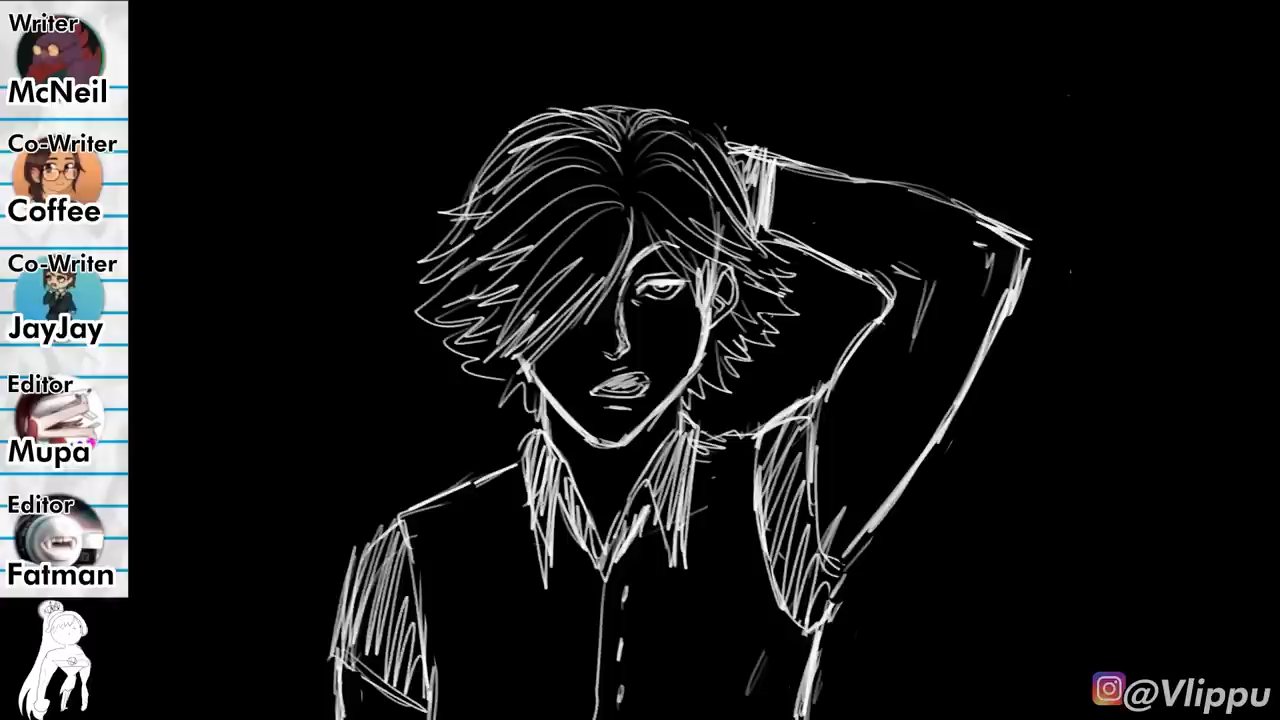 Writer
McNeil
Co-Writer
Coffee
Co-Writer
JayJay
Editor
Mupa
Editor
Fatman
@Vlippu